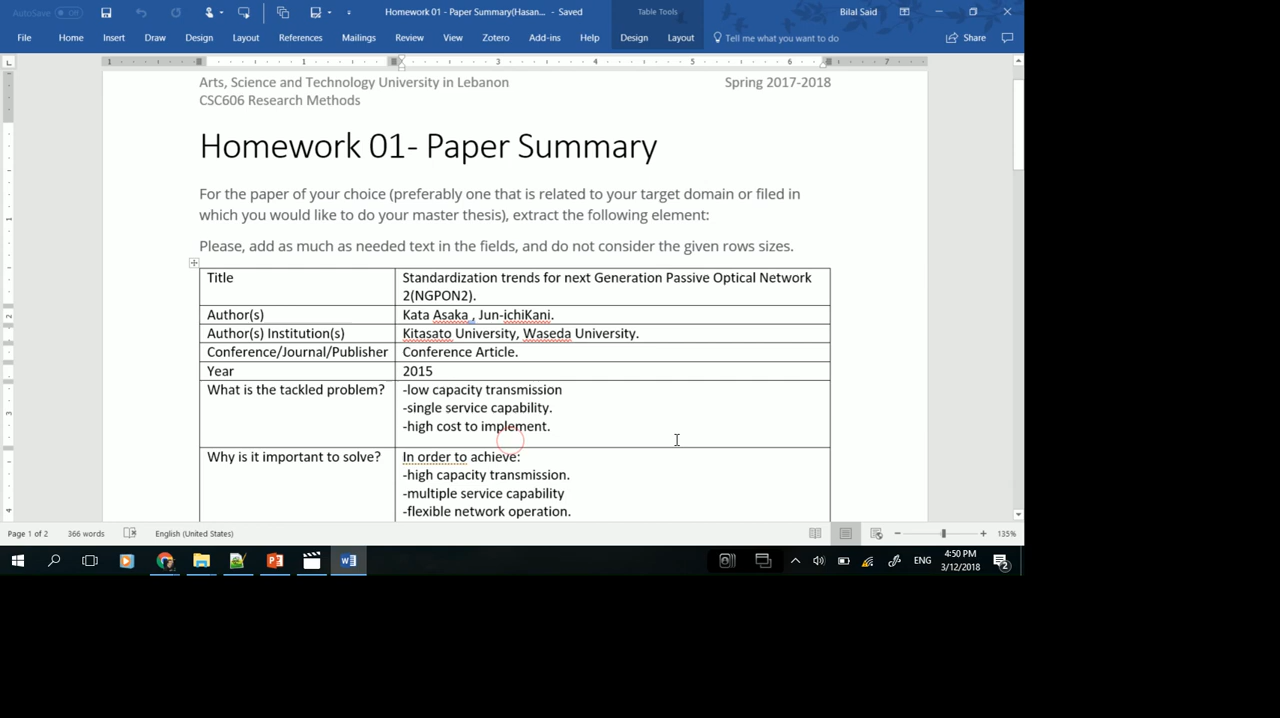 AutoSave Off
Homework 01 - Paper Summary(Hasan... - Saved
Table Tools
Bilal Said
File Home Insert Draw Design Layout References Mailings Review View Zotero Add-ins Help Design Layout Tell me what you want to do Share
1 1 3 4 5 6 7
Arts, Science and Technology University in Lebanon Spring 2017-2018
CSC606 Research Methods
Homework 01- Paper Summary
For the paper of your choice (preferably one that is related to your target domain or filed in
which you would like to do your master thesis), extract the following element:
Please, add as much as needed text in the fields, and do not consider the given rows sizes.
Title Standardization trends for next Generation Passive Optical Network
2(NGPON2).
Author(s) Kata Asaka , Jun-ichiKani.
Author(s) Institution(s) Kitasato University, Waseda University.
Conference/Journal/Publisher Conference Article.
Year 2015
What is the tackled problem? -low capacity transmission
-single service capability.
-high cost to implement.
Why is it important to solve? In order to achieve:
-high capacity transmission.
-multiple service capability
-flexible network operation.
Page 1 of 2 366 words English (United States) 135%
ENG
4:50 PM
3/12/2018
2